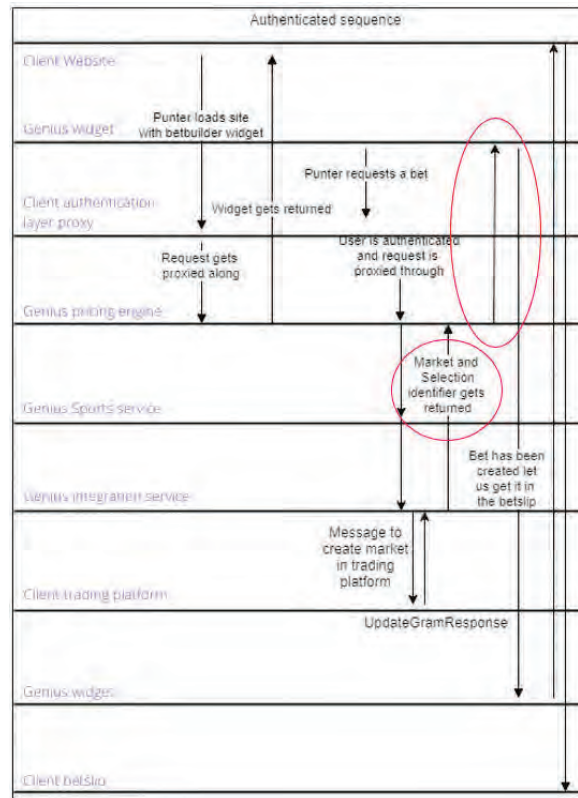 Authenticated sequence
Client Website
Punter loads site
with betbuilder widget
Genius widget
Punter requests a bet
Client authentication
layer proxy
Widget gets returned
Request gets
proxied along
User is authenticated
and request is
proxied through
Genius pricing engine
Market and
Selection
identifier gets
returned
Genius Sports service
Bet has been
created let
us get it in
the betslip
Genius integration service
Message to
create market
in trading
platform
Client trading platform
UpdateGramResponse
Genius widget
Client betslip